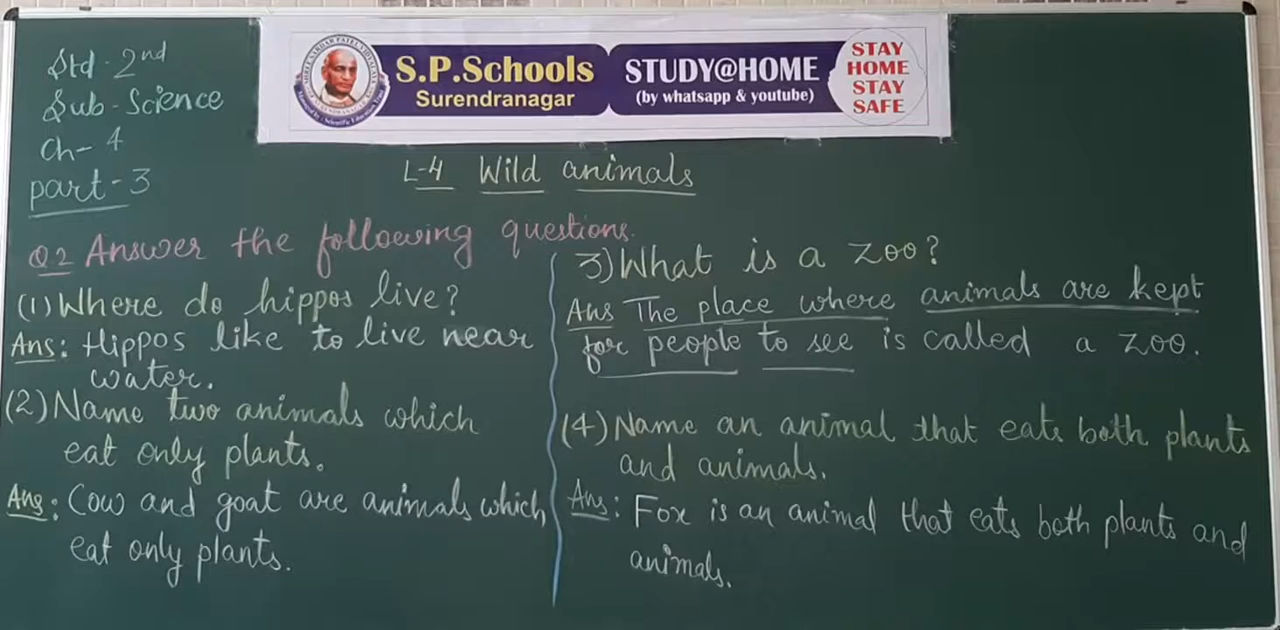 Std - 2nd
Sub - Science
Ch - 4
part - 3
S.P.Schools
Surendranagar
STUDY@HOME
(by whatsapp & youtube)
STAY
HOME
STAY
SAFE
L-4 Wild animals
Q2 Answer the following questions.
(1) Where do hippos live?
Ans: Hippos like to live near
water.
(2) Name two animals which
eat only plants.
Ans: Cow and goat are animals which
eat only plants.
3) What is a zoo?
Ans The place where animals are kept
for people to see is called a zoo.
(4) Name an animal that eats both plants
and animals.
Ans: Fox is an animal that eats both plants and
animals.